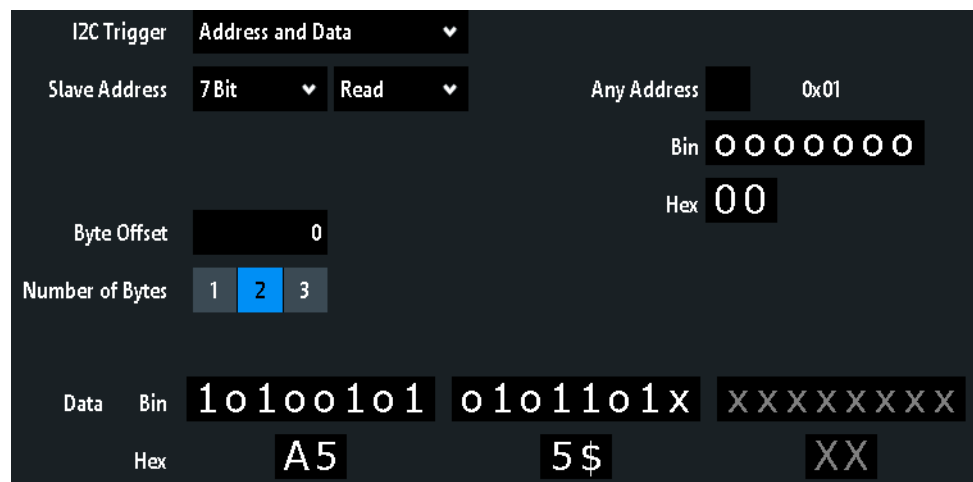 I2C Trigger Address and Data
Slave Address 7 Bit Read Any Address 0x01
Bin 0000000
Hex 00
Byte Offset 0
Number of Bytes 1 2 3
Data Bin 10100101 0101101x xxxxxxxx
Hex A5 5$ XX